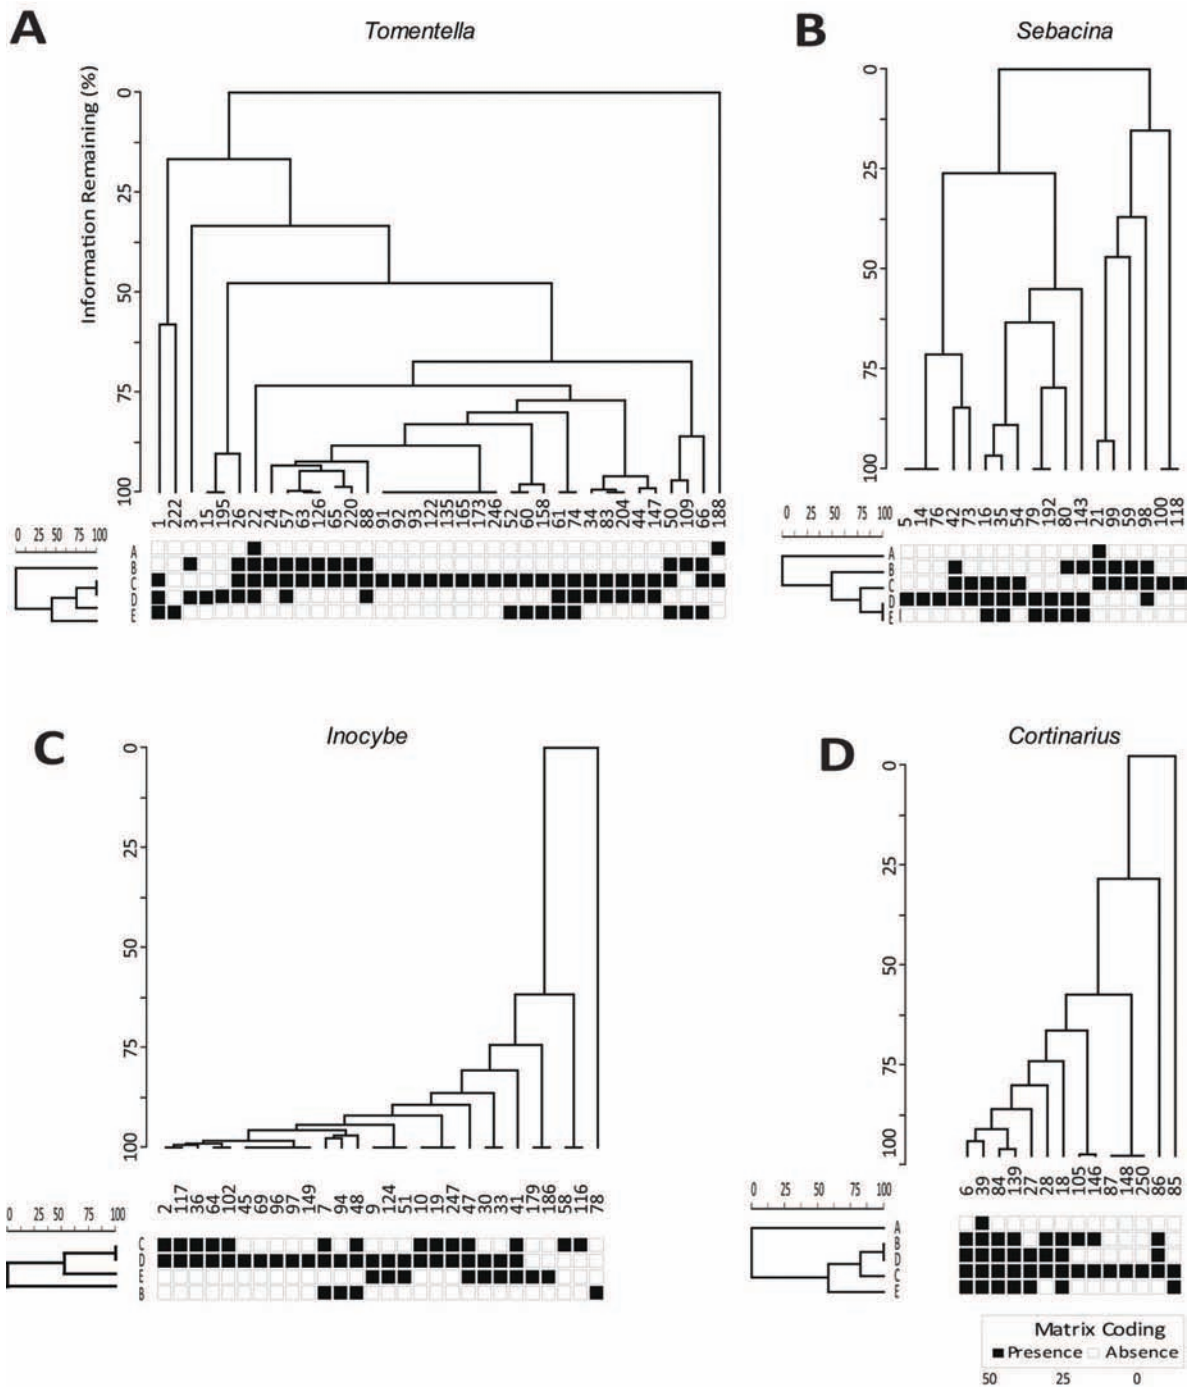 A
Tomentella
Information Remaining (%)
0
25
50
75
100
1 222 3 15 195 26 22 24 57 63 126 65 220 88 91 92 93 122 135 165 173 246 52 60 158 61 74 34 83 204 44 147 50 109 66 188
0 25 50 75 100
A
B
C
D
E
B
Sebacina
0
25
50
75
100
5 14 76 42 73 16 35 54 79 192 80 143 21 99 59 98 100 118
0 25 50 75 100
A
B
C
D
E
C
Inocybe
0
25
50
75
100
2 117 36 64 102 45 69 96 97 149 7 94 48 9 124 51 10 19 247 47 30 33 41 179 186 58 116 78
0 25 50 75 100
C
D
E
B
D
Cortinarius
0
25
50
75
100
6 39 84 139 27 28 18 105 146 87 148 250 86 85
0 25 50 75 100
A
B
D
C
E
Matrix Coding
Presence Absence
50 25 0